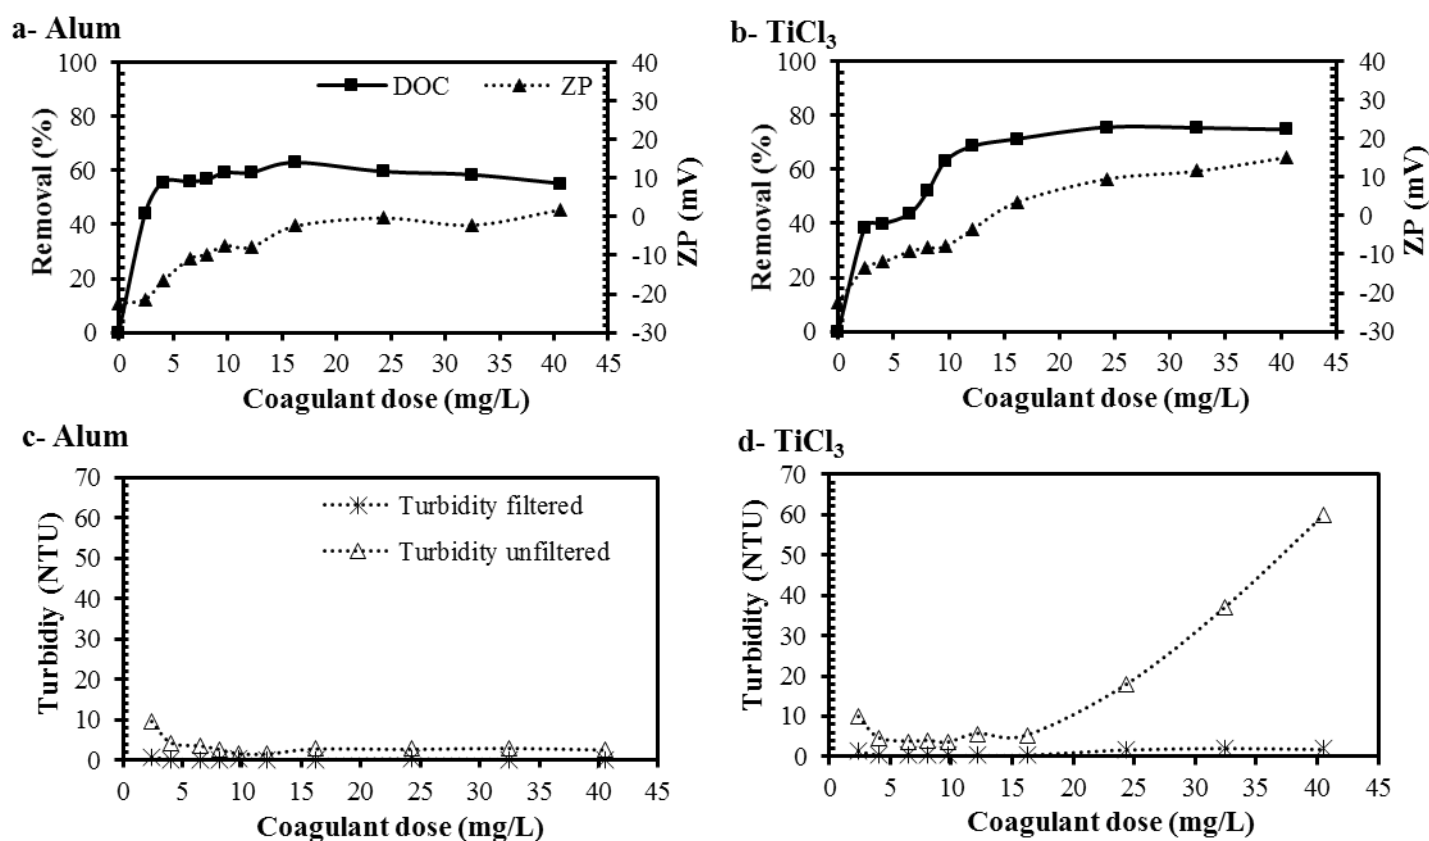 a- Alum
100
80
60
40
20
0
Removal (%)
DOC
ZP
40
30
20
10
0
-10
-20
-30
ZP (mV)
0 5 10 15 20 25 30 35 40 45
Coagulant dose (mg/L)
b- TiCl₃
100
80
60
40
20
0
Removal (%)
40
30
20
10
0
-10
-20
-30
ZP (mV)
0 5 10 15 20 25 30 35 40 45
Coagulant dose (mg/L)
c- Alum
70
60
50
40
30
20
10
0
Turbidiy (NTU)
Turbidity filtered
Turbidity unfiltered
0 5 10 15 20 25 30 35 40 45
Coagulant dose (mg/L)
d- TiCl₃
70
60
50
40
30
20
10
0
Turbidity (NTU)
0 5 10 15 20 25 30 35 40 45
Coagulant dose (mg/L)